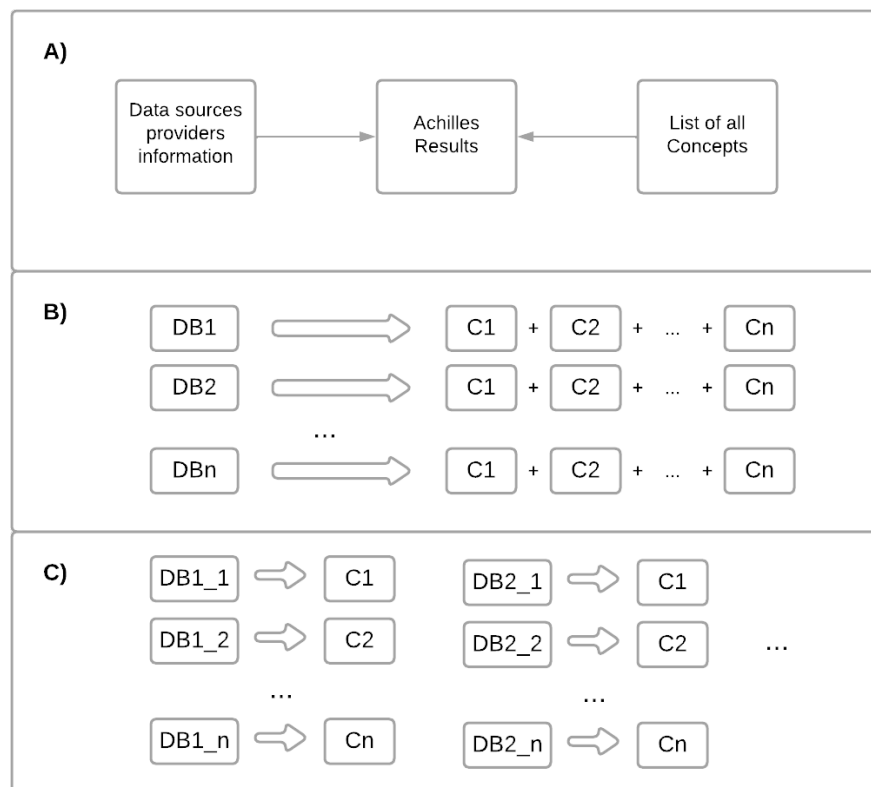 A)
Data sources
providers
information
Achilles
Results
List of all
Concepts
B)
DB1 C1 + C2 + ... + Cn
DB2 C1 + C2 + ... + Cn
...
DBn C1 + C2 + ... + Cn
C)
DB1_1 C1 DB2_1 C1
DB1_2 C2 DB2_2 C2 ...
... ...
DB1_n Cn DB2_n Cn